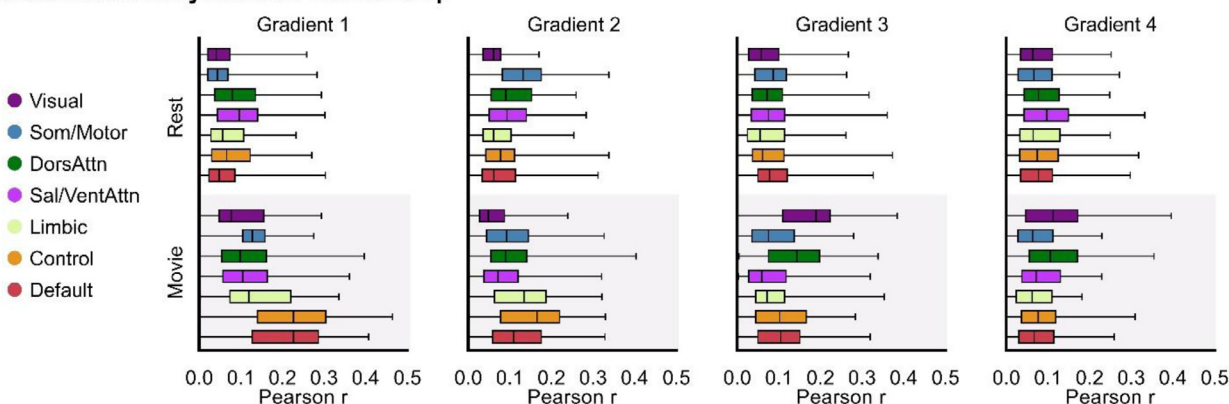 Gradient 1
Gradient 2
Gradient 3
Gradient 4
Visual
Som/Motor
DorsAttn
Sal/VentAttn
Limbic
Control
Default
Rest
Movie
0.0 0.1 0.2 0.3 0.4 0.5
Pearson r
0.0 0.1 0.2 0.3 0.4 0.5
Pearson r
0.0 0.1 0.2 0.3 0.4 0.5
Pearson r
0.0 0.1 0.2 0.3 0.4 0.5
Pearson r